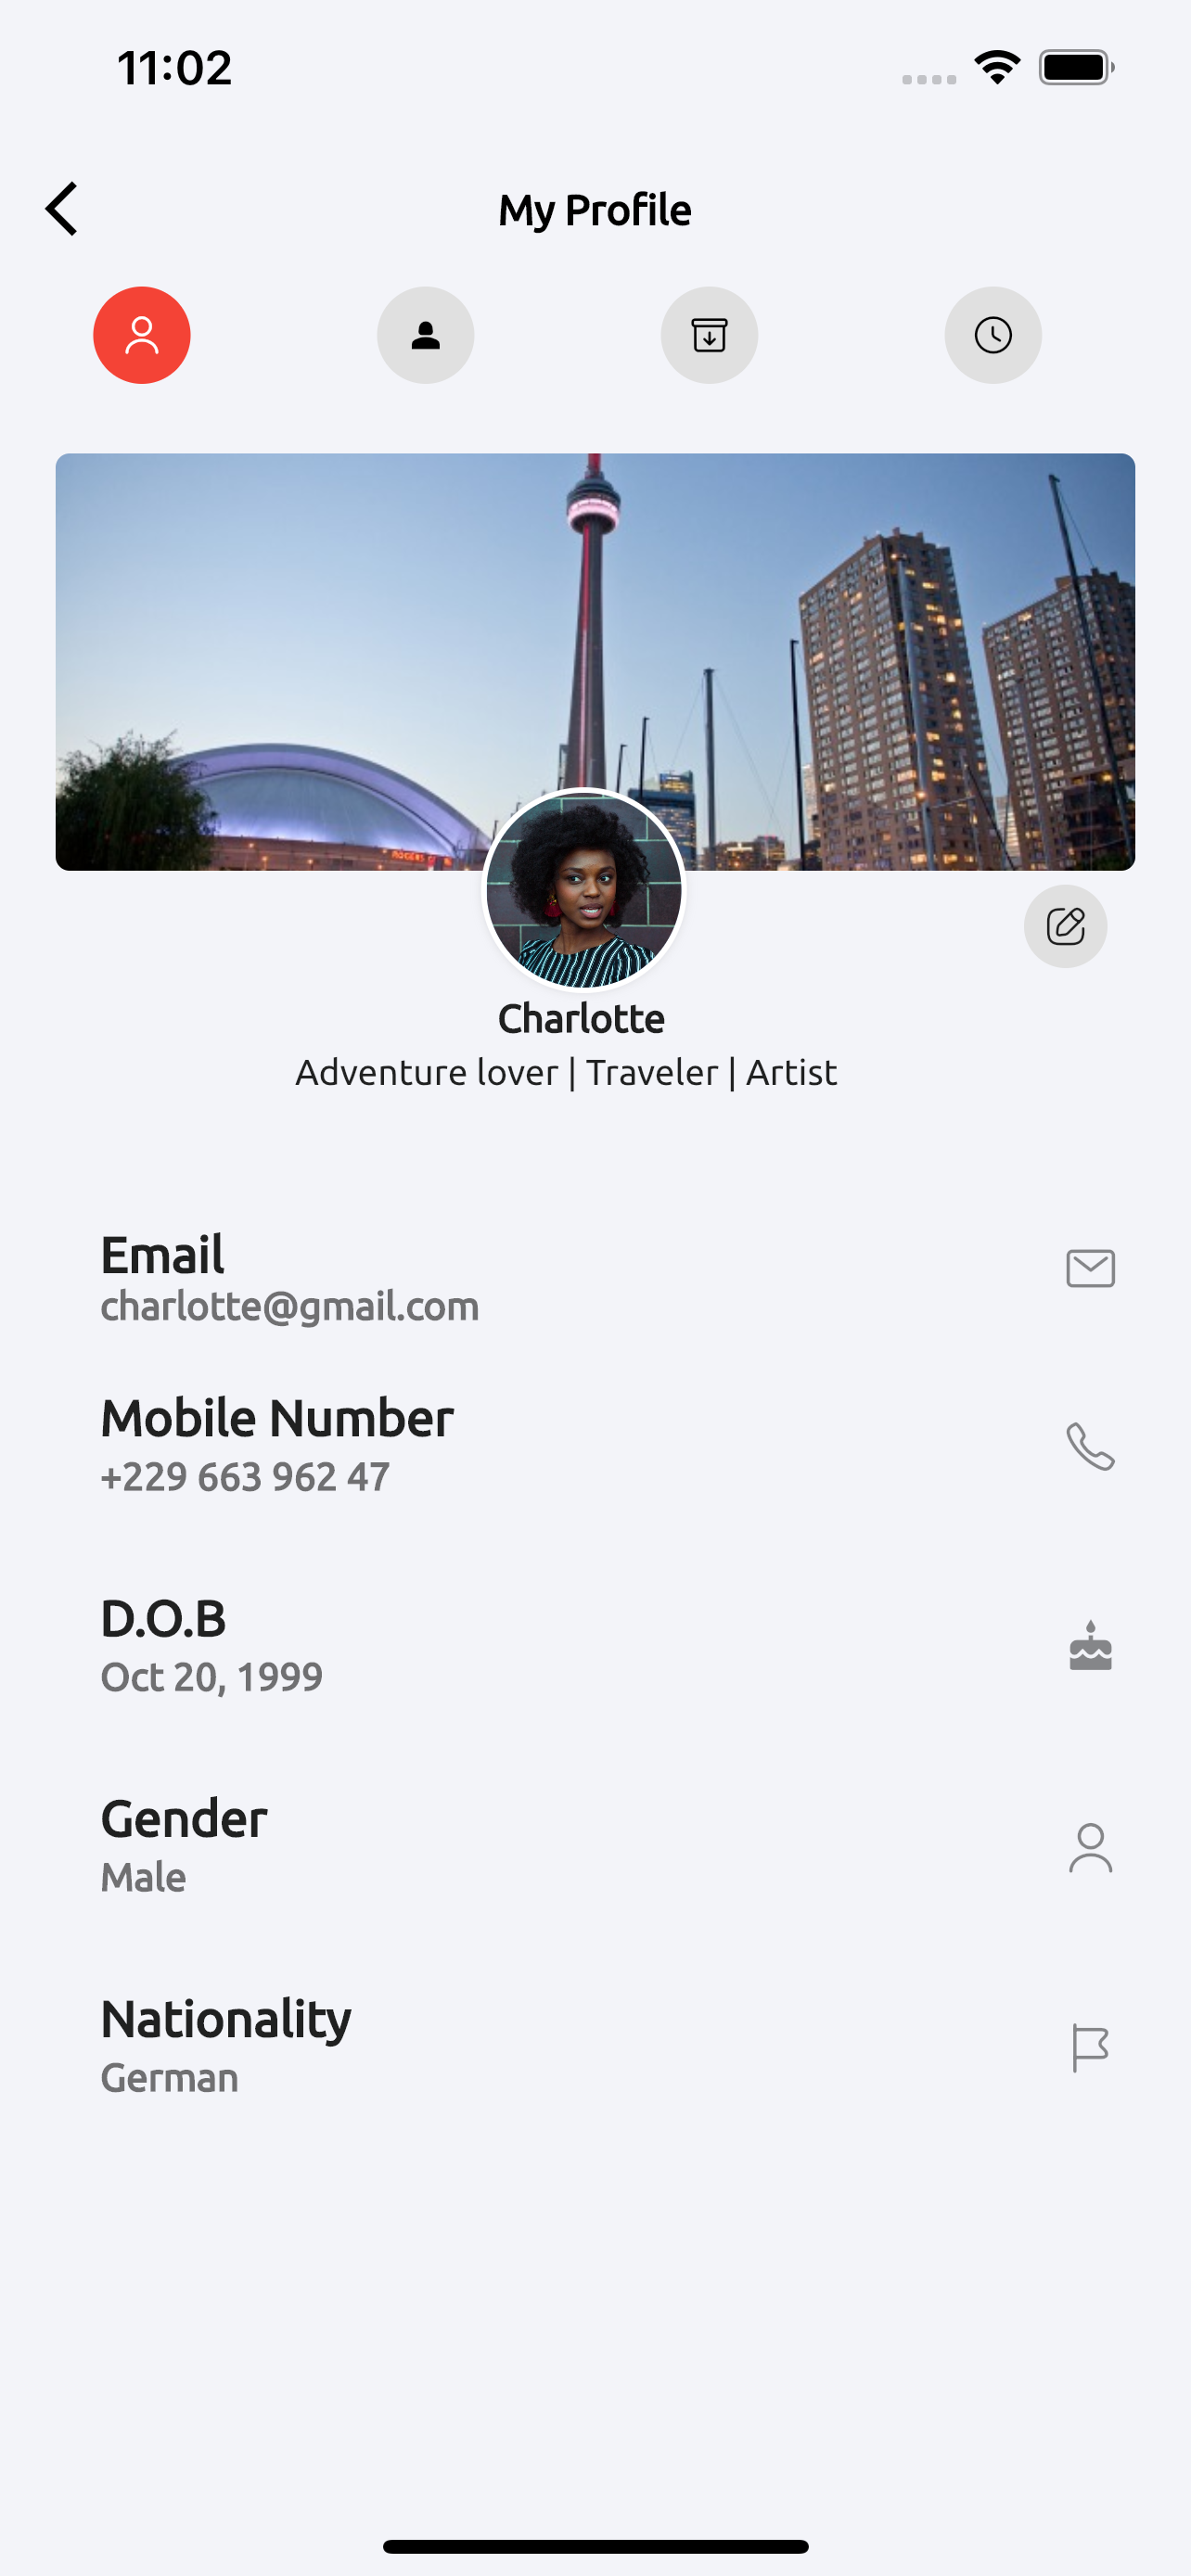 11:02
My Profile
ROGERS
Charlotte
Adventure lover | Traveler | Artist
Email
charlotte@gmail.com
Mobile Number
+229 663 962 47
D.O.B
Oct 20, 1999
Gender
Male
Nationality
German